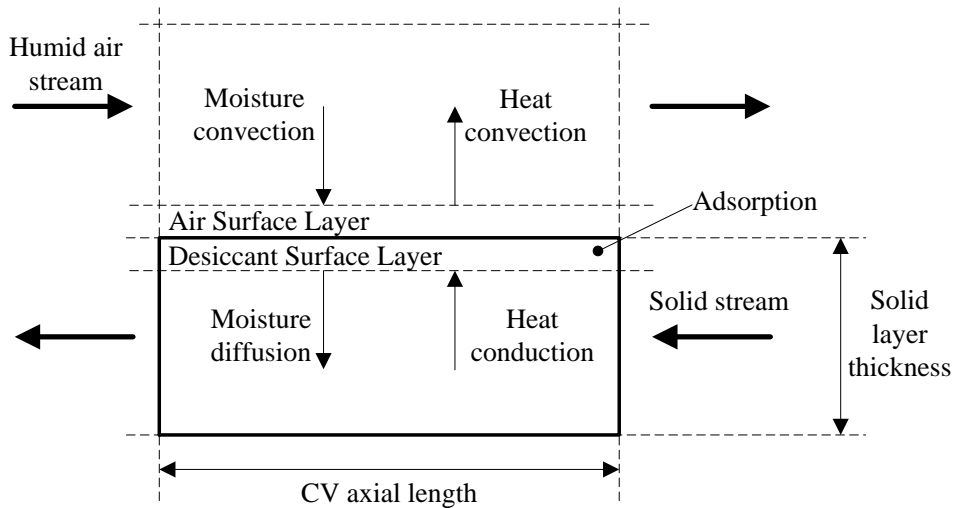 Humid air
stream
Moisture
convection
Heat
convection
Adsorption
Air Surface Layer
Desiccant Surface Layer
Moisture
diffusion
Heat
conduction
Solid stream
Solid
layer
thickness
CV axial length